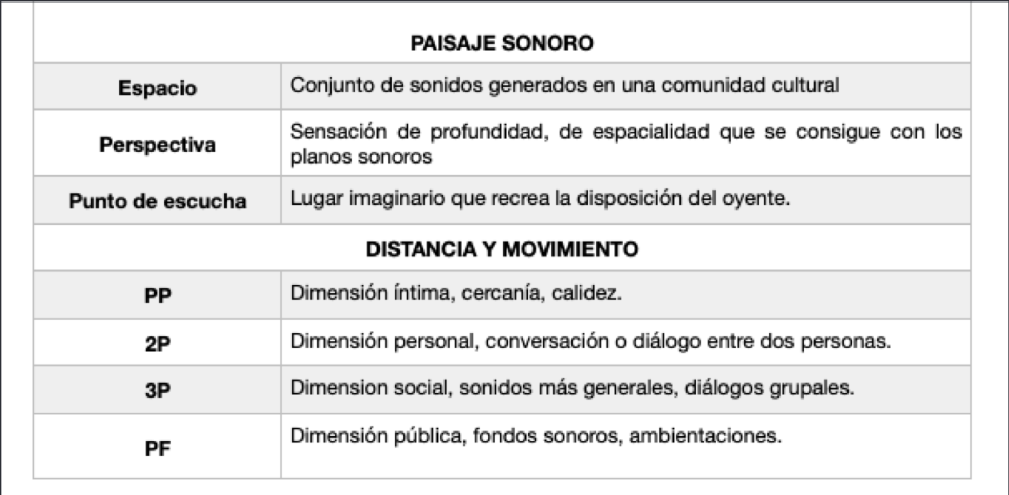 PAISAJE SONORO
Espacio
Conjunto de sonidos generados en una comunidad cultural
Perspectiva
Sensación de profundidad, de espacialidad que se consigue con los
planos sonoros
Punto de escucha
Lugar imaginario que recrea la disposición del oyente.
DISTANCIA Y MOVIMIENTO
PP
Dimensión íntima, cercanía, calidez.
2P
Dimensión personal, conversación o diálogo entre dos personas.
3P
Dimension social, sonidos más generales, diálogos grupales.
PF
Dimensión pública, fondos sonoros, ambientaciones.